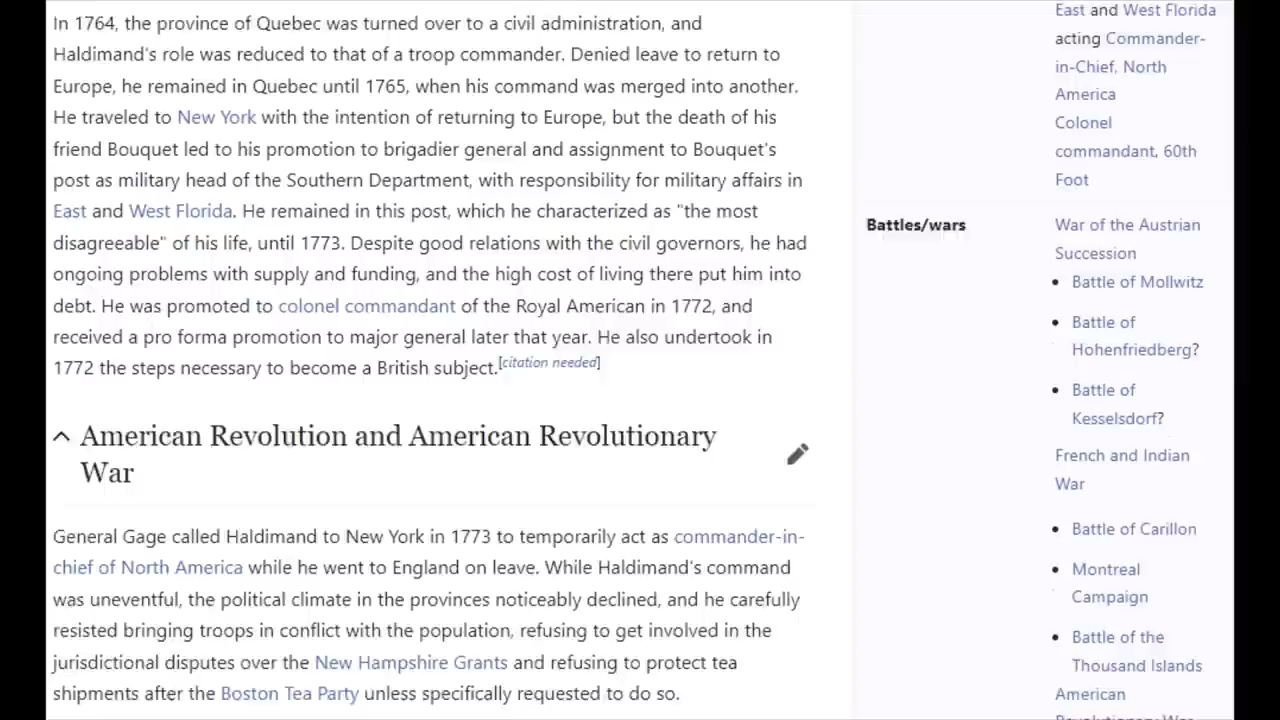 In 1764, the province of Quebec was turned over to a civil administration, and
Haldimand's role was reduced to that of a troop commander. Denied leave to return to
Europe, he remained in Quebec until 1765, when his command was merged into another.
He traveled to New York with the intention of returning to Europe, but the death of his
friend Bouquet led to his promotion to brigadier general and assignment to Bouquet's
post as military head of the Southern Department, with responsibility for military affairs in
East and West Florida. He remained in this post, which he characterized as "the most
disagreeable" of his life, until 1773. Despite good relations with the civil governors, he had
ongoing problems with supply and funding, and the high cost of living there put him into
debt. He was promoted to colonel commandant of the Royal American in 1772, and
received a pro forma promotion to major general later that year. He also undertook in
1772 the steps necessary to become a British subject.[citation needed]
American Revolution and American Revolutionary
War
General Gage called Haldimand to New York in 1773 to temporarily act as commander-in-
chief of North America while he went to England on leave. While Haldimand's command
was uneventful, the political climate in the provinces noticeably declined, and he carefully
resisted bringing troops in conflict with the population, refusing to get involved in the
jurisdictional disputes over the New Hampshire Grants and refusing to protect tea
shipments after the Boston Tea Party unless specifically requested to do so.
East and West Florida
acting Commander-
in-Chief, North
America
Colonel
commandant, 60th
Foot
Battles/wars
War of the Austrian
Succession
• Battle of Mollwitz
• Battle of
Hohenfriedberg?
• Battle of
Kesselsdorf?
French and Indian
War
• Battle of Carillon
• Montreal
Campaign
• Battle of the
Thousand Islands
American
Revolutionary War